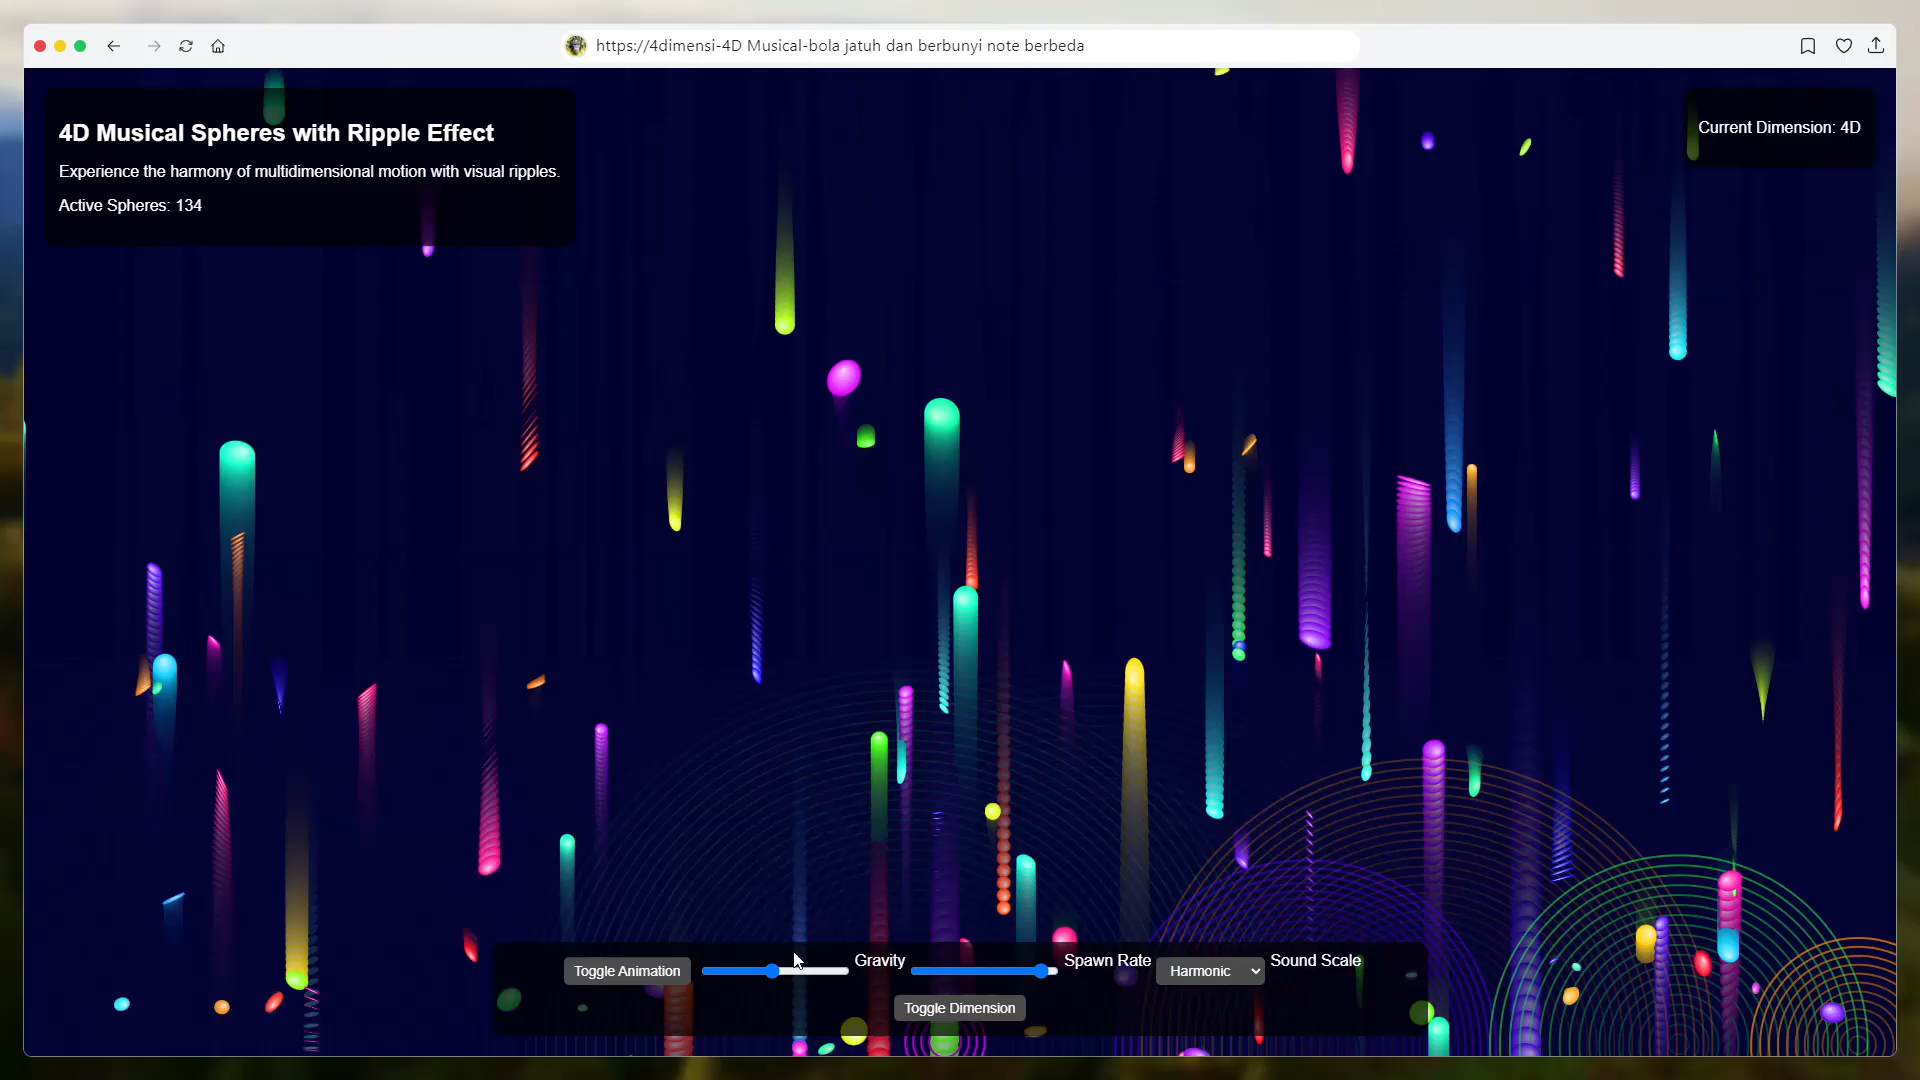 https://4dimensi-4D Musical-bola jatuh dan berbunyi note berbeda
4D Musical Spheres with Ripple Effect
Experience the harmony of multidimensional motion with visual ripples.
Active Spheres: 134
Current Dimension: 4D
Toggle Animation
Gravity
Spawn Rate
Harmonic
Sound Scale
Toggle Dimension